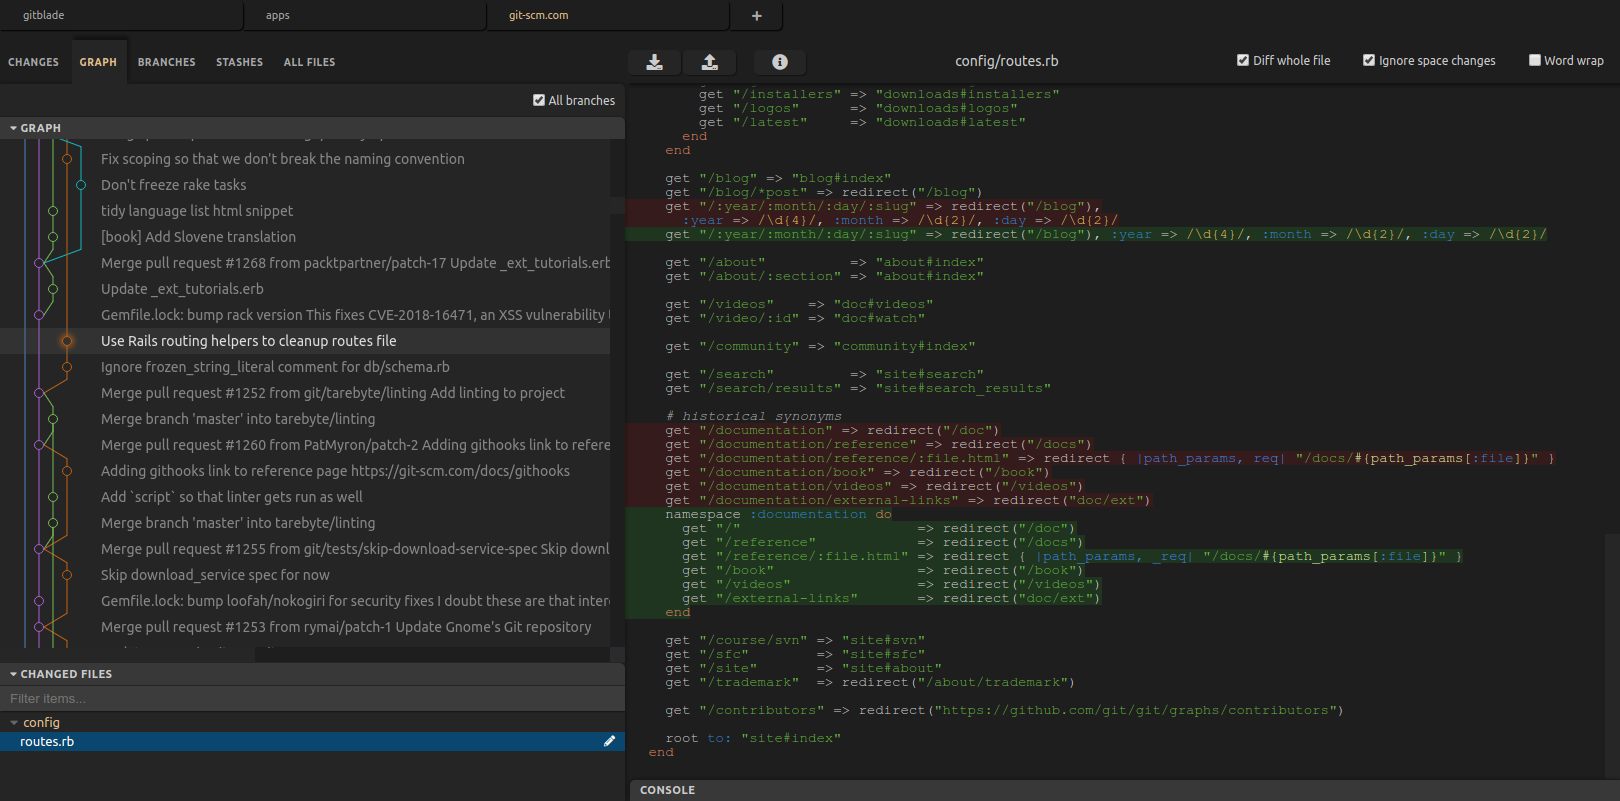 gitblade
apps
git-scm.com
+
CHANGES
GRAPH
BRANCHES
STASHES
ALL FILES
config/routes.rb
Diff whole file
Ignore space changes
Word wrap
All branches
GRAPH
Fix scoping so that we don't break the naming convention
Don't freeze rake tasks
tidy language list html snippet
[book] Add Slovene translation
Merge pull request #1268 from packtpartner/patch-17 Update _ext_tutorials.erb
Update _ext_tutorials.erb
Gemfile.lock: bump rack version This fixes CVE-2018-16471, an XSS vulnerability
Use Rails routing helpers to cleanup routes file
Ignore frozen_string_literal comment for db/schema.rb
Merge pull request #1252 from git/tarebyte/linting Add linting to project
Merge branch 'master' into tarebyte/linting
Merge pull request #1260 from PatMyron/patch-2 Adding githooks link to refere
Adding githooks link to reference page https://git-scm.com/docs/githooks
Add `script` so that linter gets run as well
Merge branch 'master' into tarebyte/linting
Merge pull request #1255 from git/tests/skip-download-service-spec Skip downl
Skip download_service spec for now
Gemfile.lock: bump loofah/nokogiri for security fixes I doubt these are that inter
Merge pull request #1253 from rymai/patch-1 Update Gnome's Git repository
CHANGED FILES
Filter items...
config
routes.rb
get "/installers" => "downloads#installers"
get "/logos"      => "downloads#logos"
get "/latest"     => "downloads#latest"
end
end
get "/blog" => "blog#index"
get "/blog/*post" => redirect("/blog")
get "/:year/:month/:day/:slug" => redirect("/blog"),
:year => /\d{4}/, :month => /\d{2}/, :day => /\d{2}/
get "/:year/:month/:day/:slug" => redirect("/blog"), :year => /\d{4}/, :month => /\d{2}/, :day => /\d{2}/
get "/about"          => "about#index"
get "/about/:section" => "about#index"
get "/videos"    => "doc#videos"
get "/video/:id" => "doc#watch"
get "/community" => "community#index"
get "/search"         => "site#search"
get "/search/results" => "site#search_results"
# historical synonyms
get "/documentation" => redirect("/doc")
get "/documentation/reference" => redirect("/docs")
get "/documentation/reference/:file.html" => redirect { |path_params, req| "/docs/#{path_params[:file]}" }
get "/documentation/book" => redirect("/book")
get "/documentation/videos" => redirect("/videos")
get "/documentation/external-links" => redirect("doc/ext")
namespace :documentation do
get "/"                     => redirect("/doc")
get "/reference"            => redirect("/docs")
get "/reference/:file.html" => redirect { |path_params, _req| "/docs/#{path_params[:file]}" }
get "/book"                 => redirect("/book")
get "/videos"               => redirect("/videos")
get "/external-links"       => redirect("doc/ext")
end
get "/course/svn" => "site#svn"
get "/sfc"        => "site#sfc"
get "/site"       => "site#about"
get "/trademark"  => redirect("/about/trademark")
get "/contributors" => redirect("https://github.com/git/git/graphs/contributors")
root to: "site#index"
end
CONSOLE